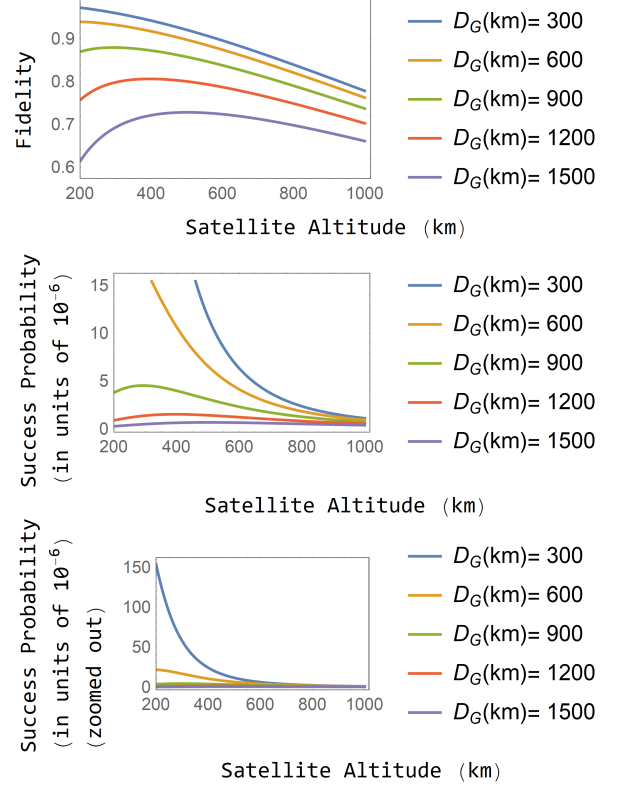 Fidelity
0.9
0.8
0.7
0.6
200 400 600 800 1000
Satellite Altitude (km)
D_G(km)= 300
D_G(km)= 600
D_G(km)= 900
D_G(km)= 1200
D_G(km)= 1500
Success Probability
(in units of 10⁻⁶)
15
10
5
0
200 400 600 800 1000
Satellite Altitude (km)
D_G(km)= 300
D_G(km)= 600
D_G(km)= 900
D_G(km)= 1200
D_G(km)= 1500
Success Probability
(in units of 10⁻⁶)
(zoomed out)
150
100
50
0
200 400 600 800 1000
Satellite Altitude (km)
D_G(km)= 300
D_G(km)= 600
D_G(km)= 900
D_G(km)= 1200
D_G(km)= 1500